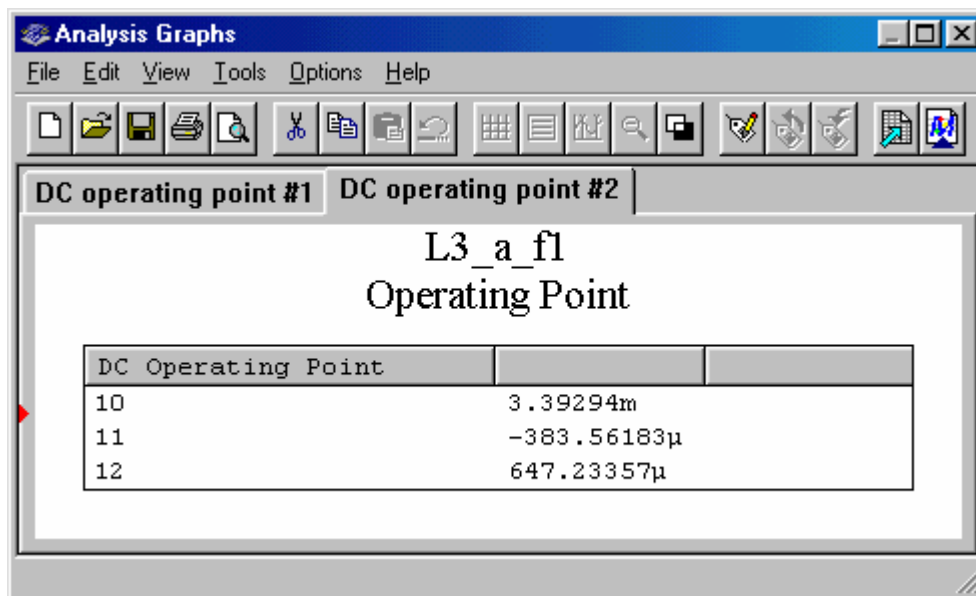 Analysis Graphs
File Edit View Tools Options Help
DC operating point #1 DC operating point #2
L3_a_f1
Operating Point
DC Operating Point
10 3.39294m
11 -383.56183µ
12 647.23357µ